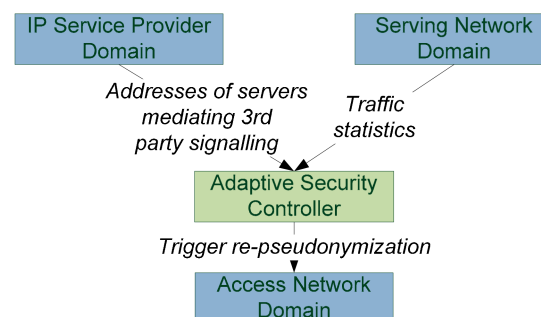 IP Service Provider
Domain
Serving Network
Domain
Addresses of servers
mediating 3rd
party signalling
Traffic
statistics
Adaptive Security
Controller
Trigger re-pseudonymization
Access Network
Domain